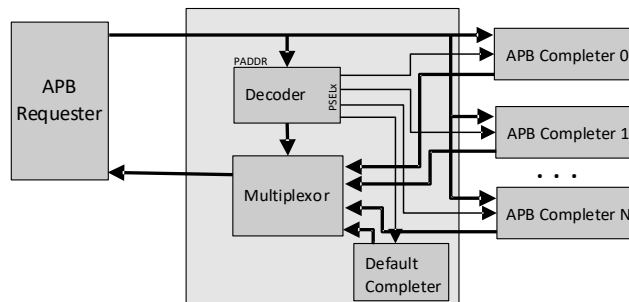 APB
Requester
PADDR
Decoder
PSELx
Multiplexor
Default
Completer
APB Completer 0
APB Completer 1
. . .
APB Completer N